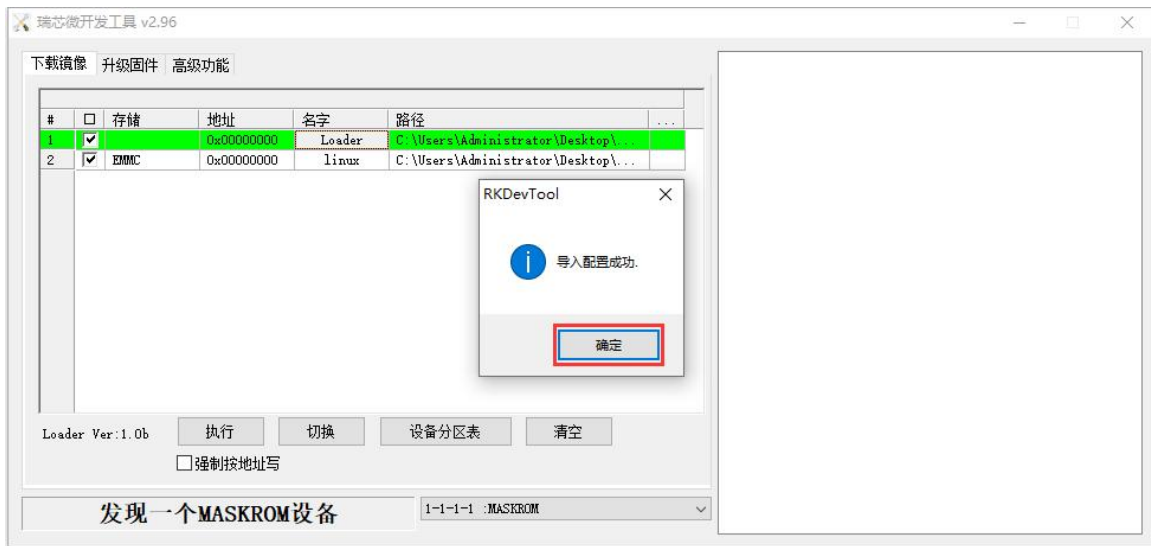 瑞芯微开发工具 v2.96
下载镜像 升级固件 高级功能
# 存储 地址 名字 路径 ...
1 0x00000000 Loader C:\Users\Administrator\Desktop\...
2 EMMC 0x00000000 linux C:\Users\Administrator\Desktop\...
RKDevTool
导入配置成功.
确定
Loader Ver:1.0b 执行 切换 设备分区表 清空
强制按地址写
发现一个MASKROM设备 1-1-1-1 :MASKROM